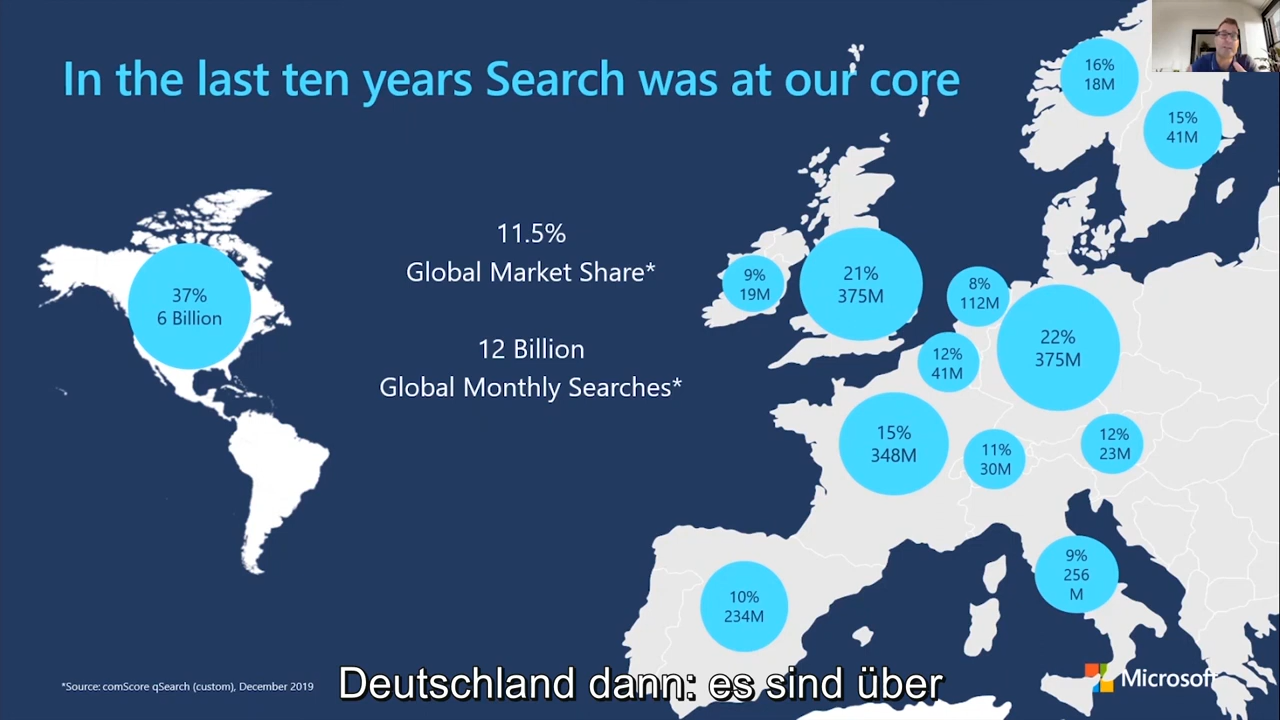 In the last ten years Search was at our core
11.5%
Global Market Share*
12 Billion
Global Monthly Searches*
37%
6 Billion
16%
18M
15%
41M
9%
19M
21%
375M
8%
112M
12%
41M
22%
375M
15%
348M
11%
30M
12%
23M
10%
234M
9%
256
M
*Source: comScore qSearch (custom), December 2019
Deutschland dann: es sind über
Microsoft